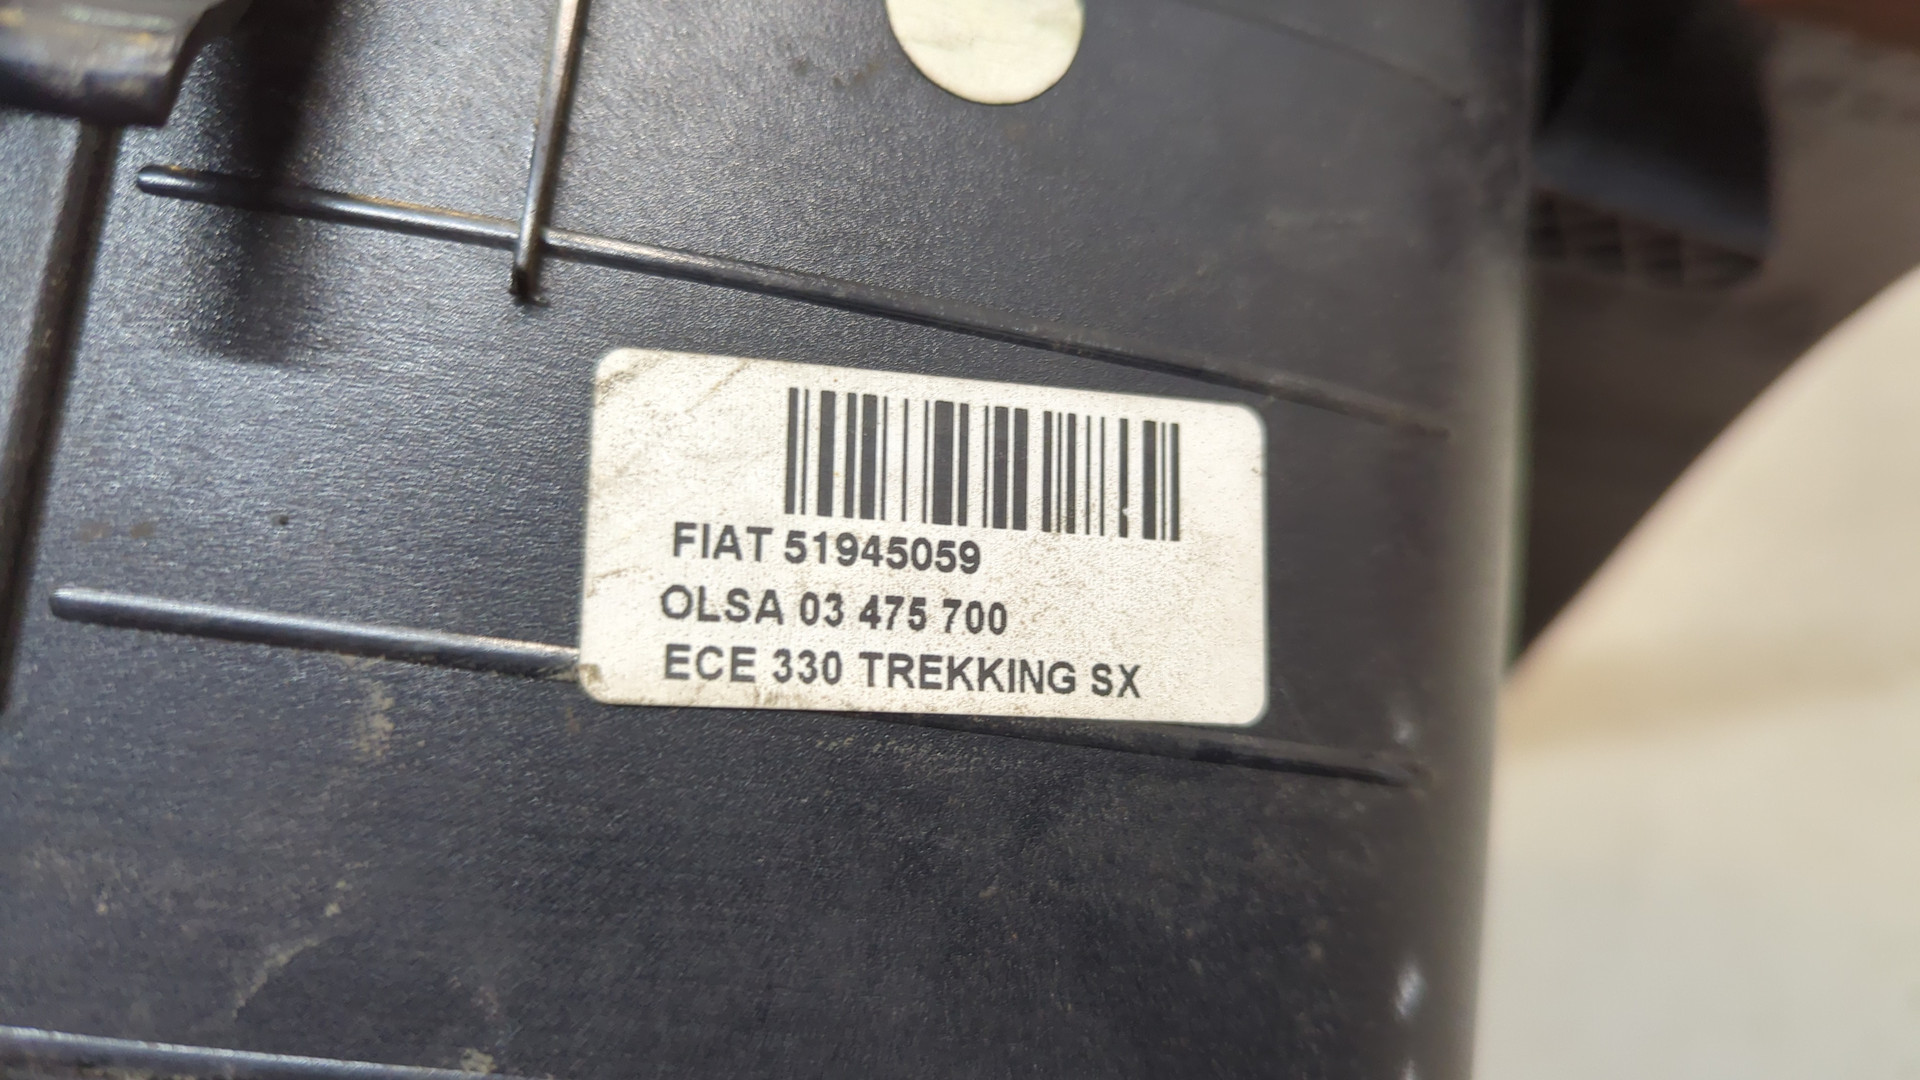 FIAT 51945059
OLSA 03 475 700
ECE 330 TREKKING SX